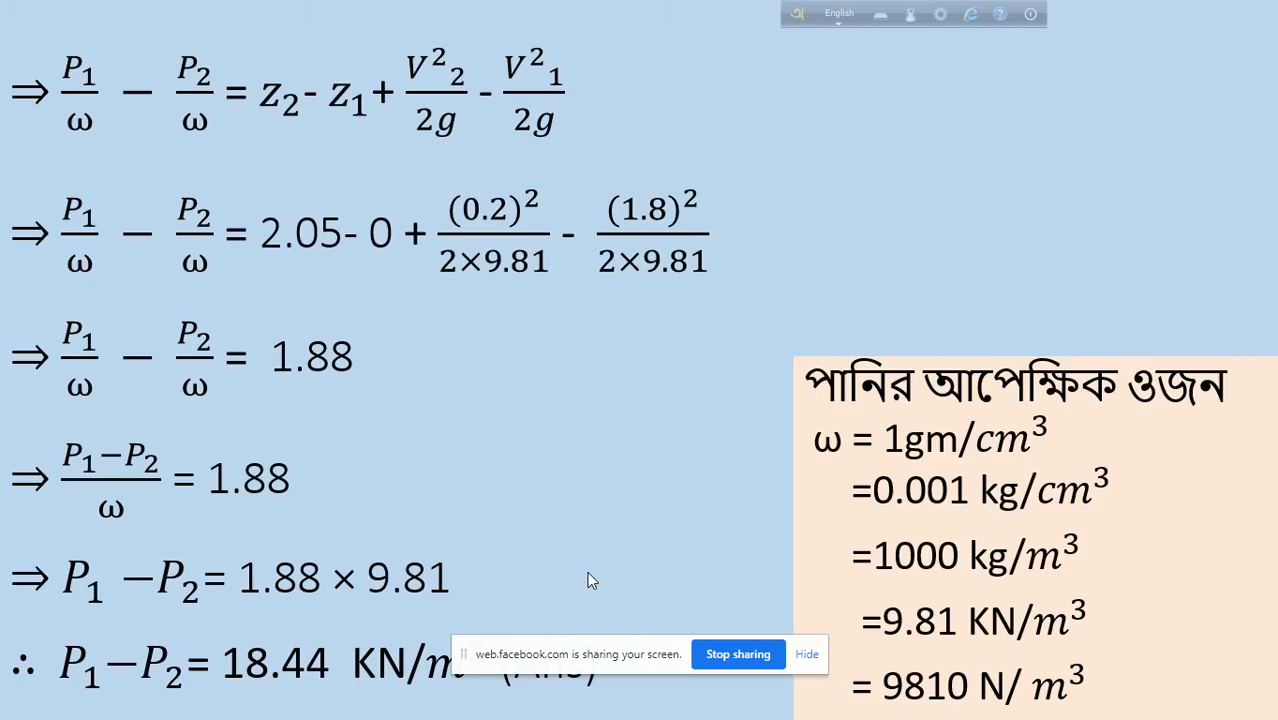 English
⇒ P₁/ω − P₂/ω = z₂- z₁+ V²₂/2g - V²₁/2g
⇒ P₁/ω − P₂/ω = 2.05- 0 + (0.2)²/2×9.81 - (1.8)²/2×9.81
⇒ P₁/ω − P₂/ω = 1.88
⇒ P₁−P₂/ω = 1.88
⇒ P₁ −P₂= 1.88 × 9.81
∴ P₁−P₂= 18.44 KN/m
web.facebook.com is sharing your screen. Stop sharing Hide
পানির আপেক্ষিক ওজন
ω = 1gm/cm³
=0.001 kg/cm³
=1000 kg/m³
=9.81 KN/m³
= 9810 N/ m³